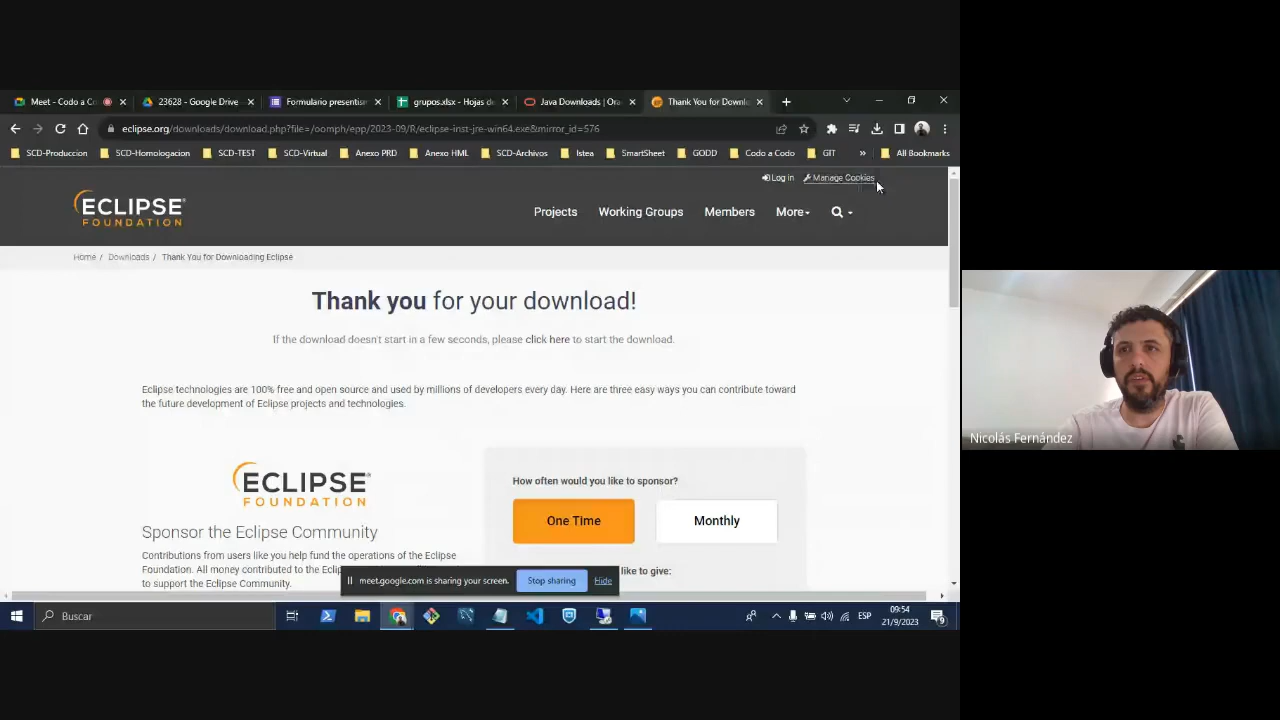 Meet - Codo a Co
23628 - Google Drive
Formulario presentism
grupos.xlsx - Hojas de
Java Downloads | Ora
Thank You for Downlo
eclipse.org/downloads/download.php?file=/oomph/epp/2023-09/R/eclipse-inst-jre-win64.exe&mirror_id=576
SCD-Produccion
SCD-Homologacion
SCD-TEST
SCD-Virtual
Anexo PRD
Anexo HML
SCD-Archivos
Istea
SmartSheet
GODD
Codo a Codo
GIT
»
All Bookmarks
Log in
Manage Cookies
ECLIPSE®
FOUNDATION
Projects
Working Groups
Members
More
Home / Downloads / Thank You for Downloading Eclipse
Thank you for your download!
If the download doesn't start in a few seconds, please click here to start the download.
Eclipse technologies are 100% free and open source and used by millions of developers every day. Here are three easy ways you can contribute toward
the future development of Eclipse projects and technologies.
ECLIPSE®
FOUNDATION
Sponsor the Eclipse Community
Contributions from users like you help fund the operations of the Eclipse
Foundation. All money contributed to the Eclip
to support the Eclipse Community.
How often would you like to sponsor?
One Time
Monthly
like to give:
meet.google.com is sharing your screen.
Stop sharing
Hide
Buscar
ESP
09:54
21/9/2023
9
Nicolás Fernández